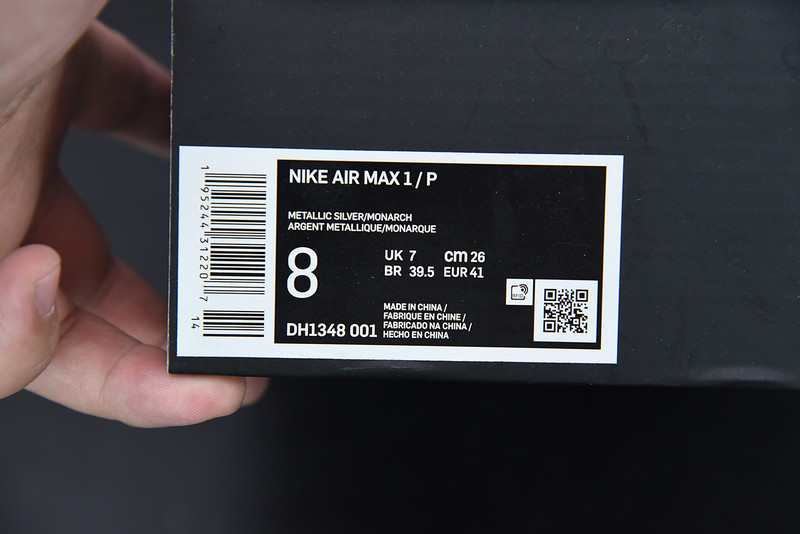 NIKE AIR MAX 1 / P
METALLIC SILVER/MONARCH
ARGENT METALLIQUE/MONARQUE
8
UK 7 cm 26
BR 39.5 EUR 41
DH1348 001
MADE IN CHINA /
FABRIQUE EN CHINE /
FABRICADO NA CHINA /
HECHO EN CHINA
RFID
1 95244 31220 7
14